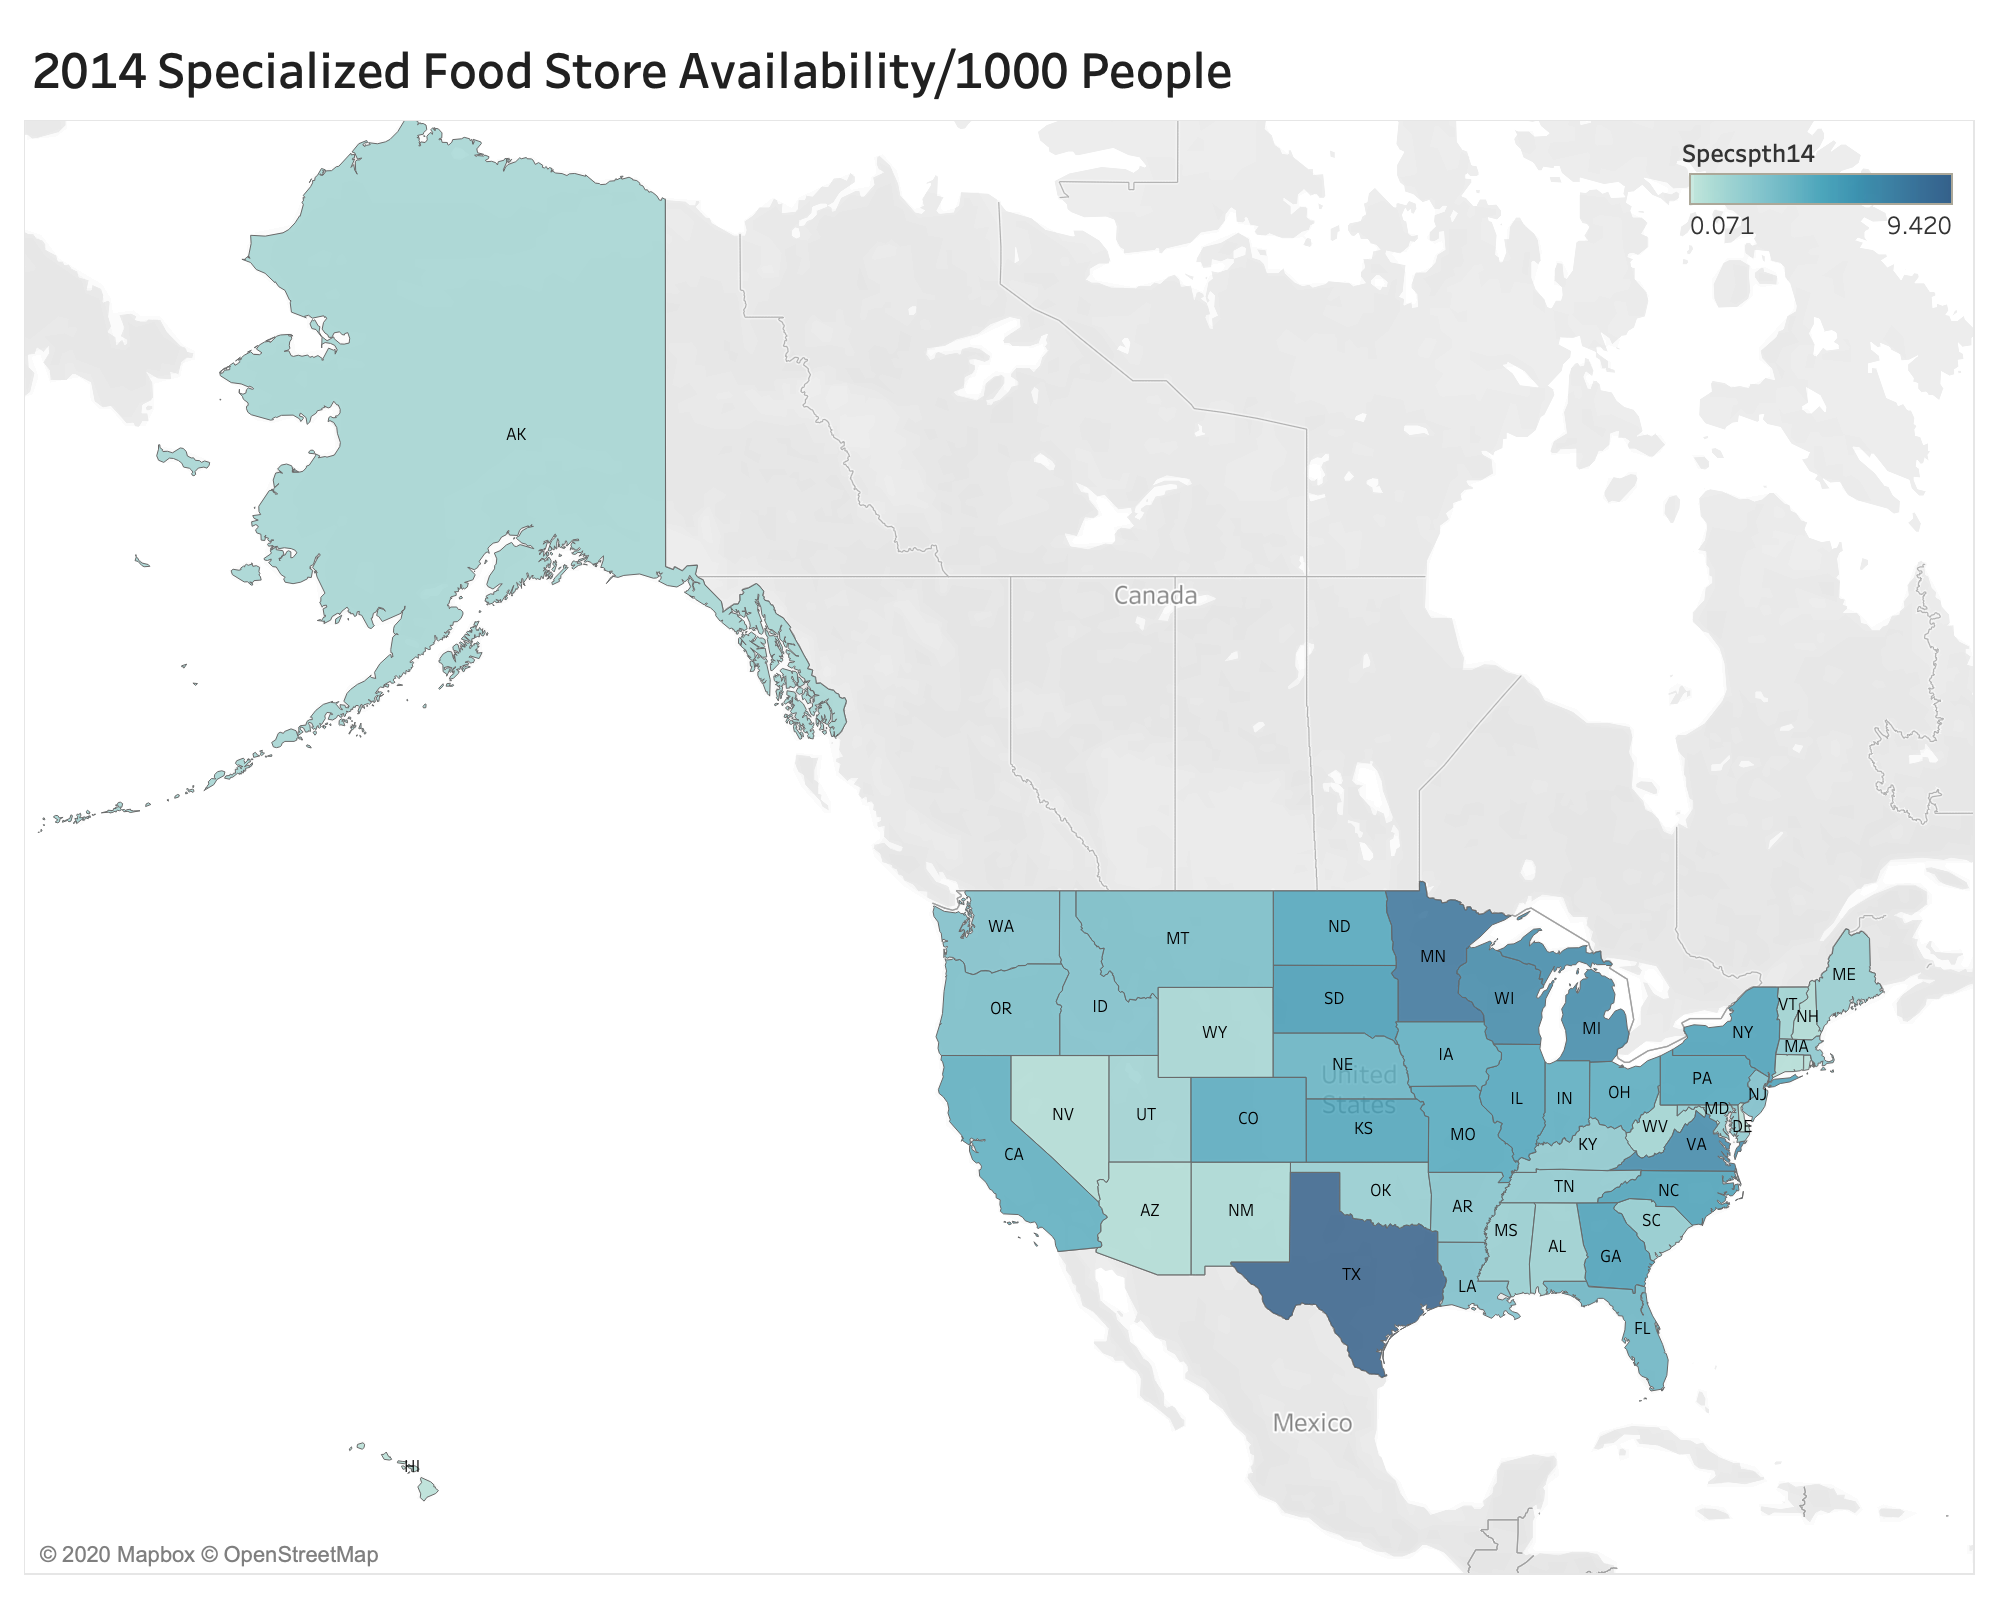 2014 Specialized Food Store Availability/1000 People
Specspth14
0.071 9.420
AK
Canada
WA
MT
ND
MN
OR
ID
WY
SD
WI
MI
ME
VT
NH
NY
MA
NE
IA
United
States
NV
UT
CO
KS
MO
IL
IN
OH
PA
NJ
MD
DE
WV
VA
KY
CA
AZ
NM
OK
AR
TN
NC
SC
MS
AL
GA
TX
LA
FL
Mexico
HI
© 2020 Mapbox © OpenStreetMap